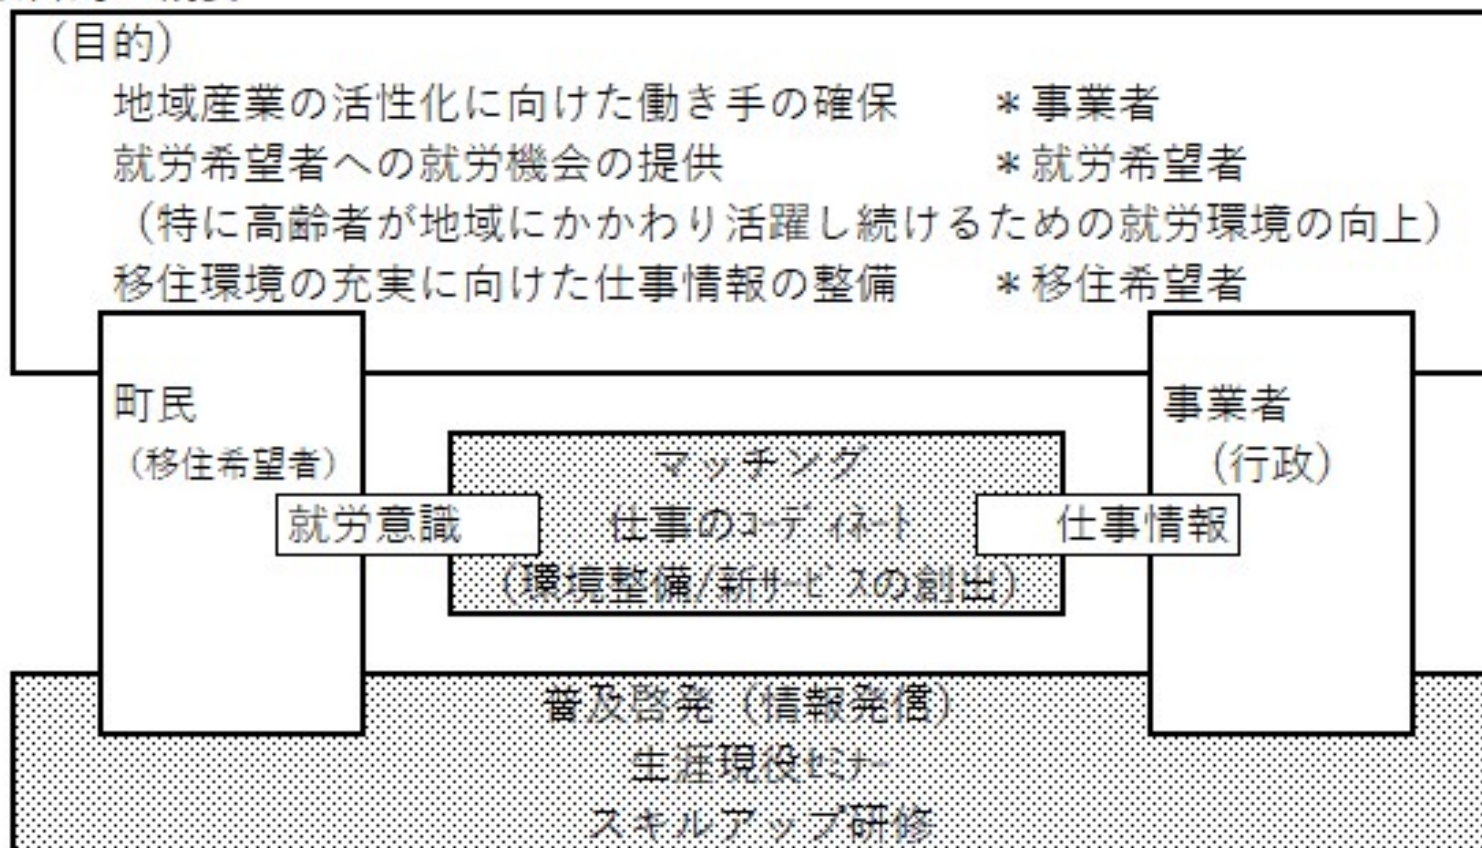 （目的）
地域産業の活性化に向けた働き手の確保　　＊事業者
就労希望者への就労機会の提供　　＊就労希望者
（特に高齢者が地域にかかわり活躍し続けるための就労環境の向上）
移住環境の充実に向けた仕事情報の整備　　＊移住希望者
町民
（移住希望者）
事業者
（行政）
就労意識
マッチング
仕事のｺｰﾃﾞｨﾈｰﾄ
（環境整備/新ｻｰﾋﾞｽの創出）
仕事情報
普及啓発（情報発信）
生涯現役ｾﾐﾅｰ
スキルアップ研修